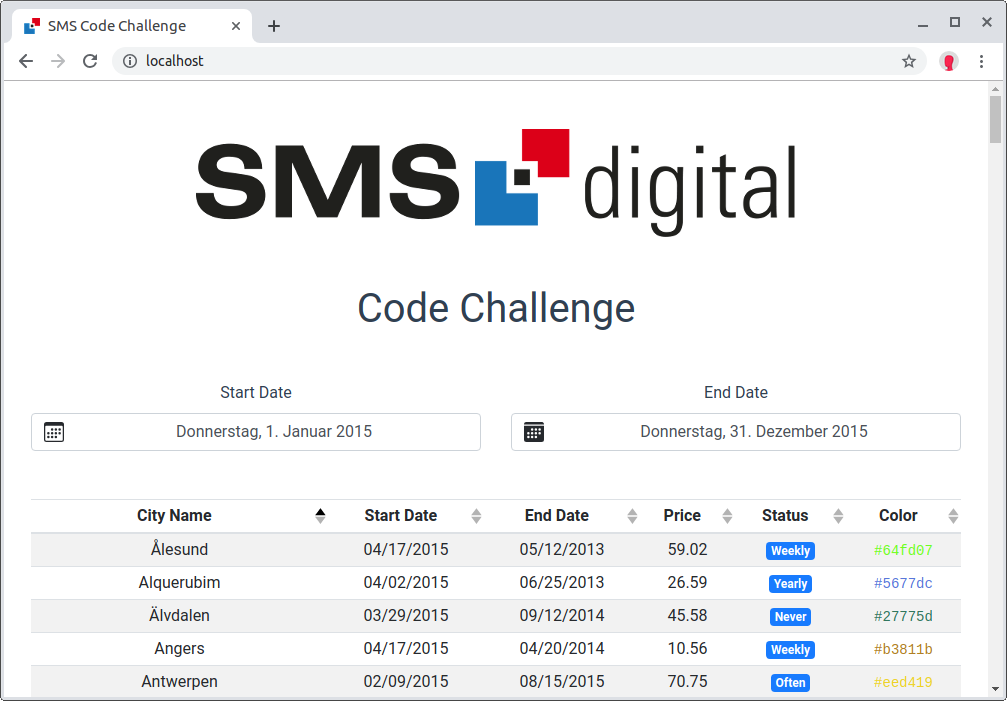 SMS Code Challenge
localhost
SMS digital
Code Challenge
Start Date End Date
Donnerstag, 1. Januar 2015 Donnerstag, 31. Dezember 2015
City Name Start Date End Date Price Status Color
Ålesund 04/17/2015 05/12/2013 59.02 Weekly #64fd07
Alquerubim 04/02/2015 06/25/2013 26.59 Yearly #5677dc
Älvdalen 03/29/2015 09/12/2014 45.58 Never #27775d
Angers 04/17/2015 04/20/2014 10.56 Weekly #b3811b
Antwerpen 02/09/2015 08/15/2015 70.75 Often #eed419